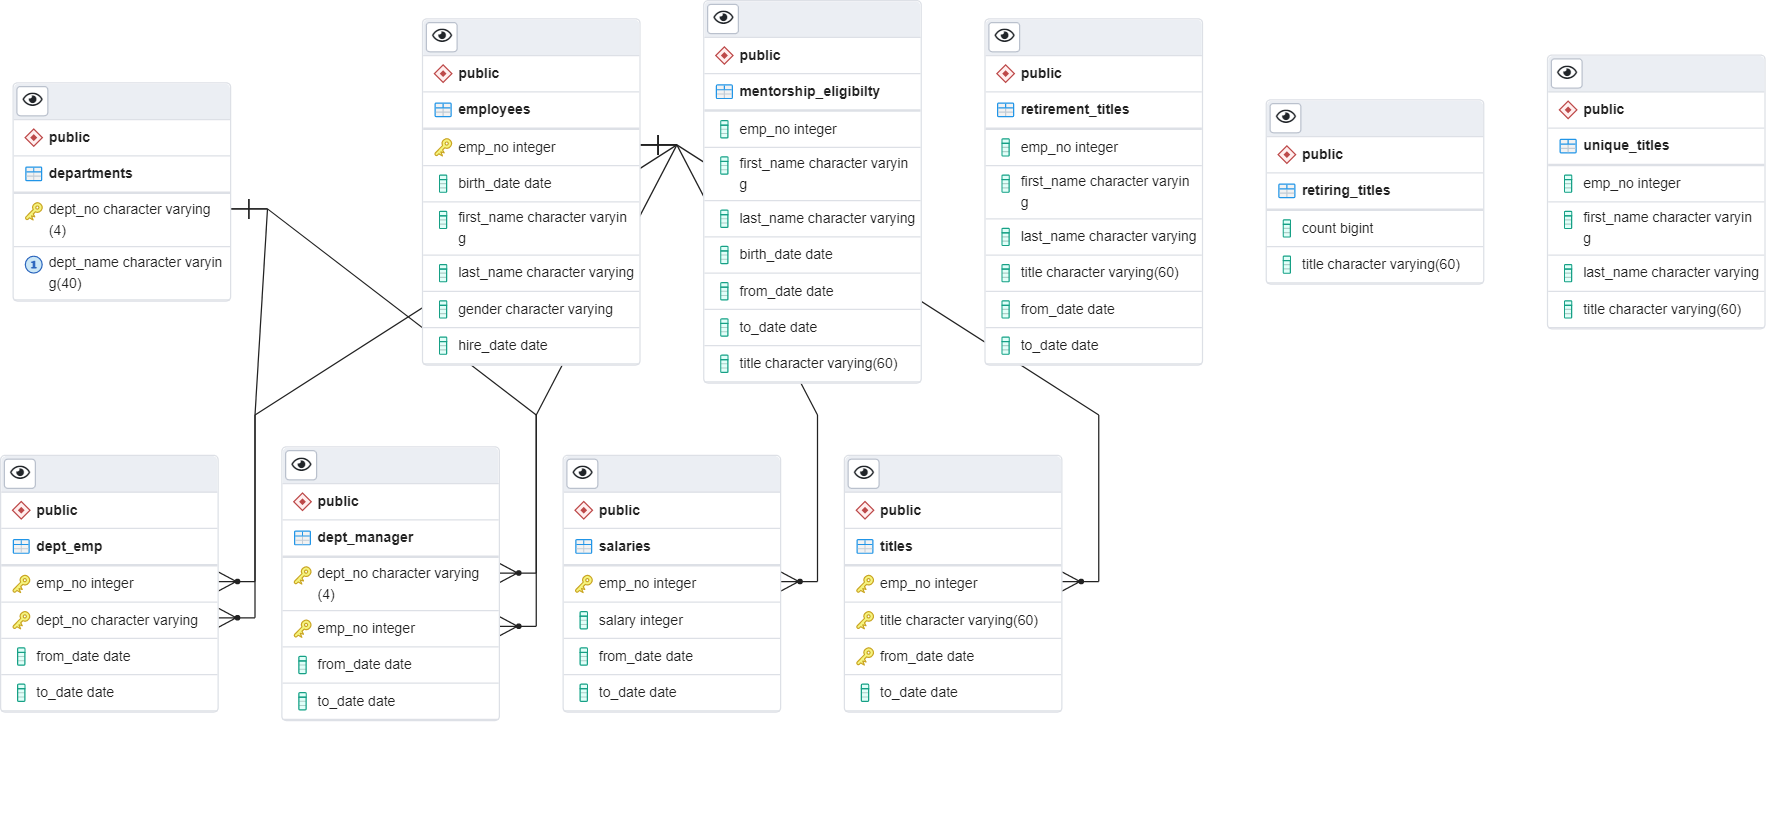 public
departments
dept_no character varying
(4)
1
dept_name character varyin
g(40)
public
employees
emp_no integer
birth_date date
first_name character varyin
g
last_name character varying
gender character varying
hire_date date
public
mentorship_eligibilty
emp_no integer
first_name character varyin
g
last_name character varying
birth_date date
from_date date
to_date date
title character varying(60)
public
retirement_titles
emp_no integer
first_name character varyin
g
last_name character varying
title character varying(60)
from_date date
to_date date
public
retiring_titles
count bigint
title character varying(60)
public
unique_titles
emp_no integer
first_name character varyin
g
last_name character varying
title character varying(60)
public
dept_emp
emp_no integer
dept_no character varying
from_date date
to_date date
public
dept_manager
dept_no character varying
(4)
emp_no integer
from_date date
to_date date
public
salaries
emp_no integer
salary integer
from_date date
to_date date
public
titles
emp_no integer
title character varying(60)
from_date date
to_date date